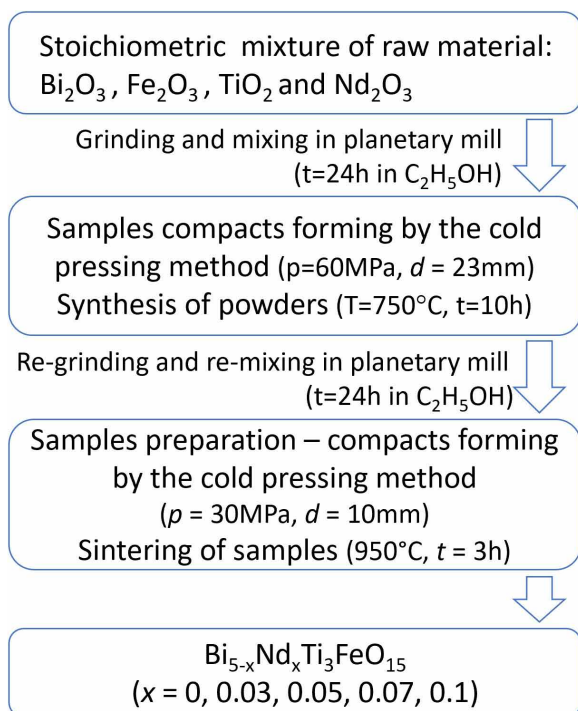 Stoichiometric mixture of raw material:
Bi₂O₃ , Fe₂O₃ , TiO₂ and Nd₂O₃
Grinding and mixing in planetary mill
(t=24h in C₂H₅OH)
Samples compacts forming by the cold
pressing method (p=60MPa, d = 23mm)
Synthesis of powders (T=750°C, t=10h)
Re-grinding and re-mixing in planetary mill
(t=24h in C₂H₅OH)
Samples preparation – compacts forming
by the cold pressing method
(p = 30MPa, d = 10mm)
Sintering of samples (950°C, t = 3h)
Bi₅₋ₓNdₓTi₃FeO₁₅
(x = 0, 0.03, 0.05, 0.07, 0.1)